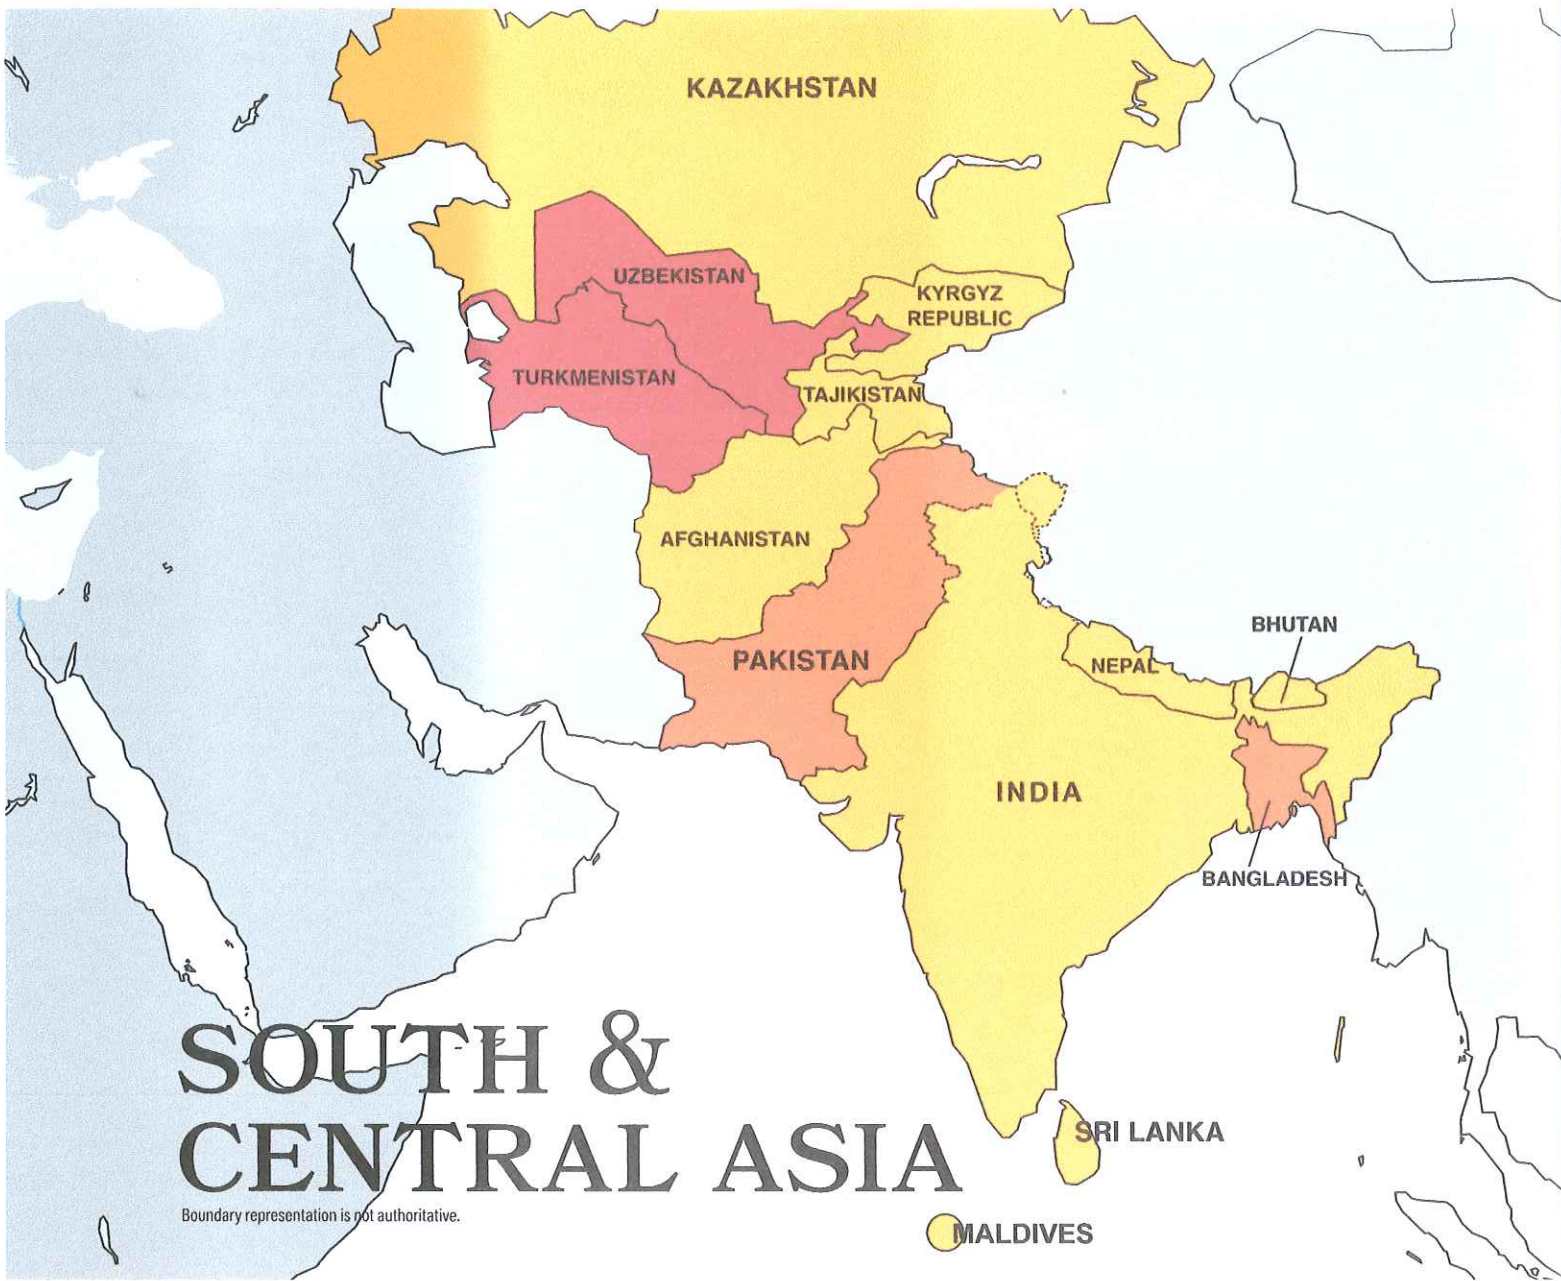 KAZAKHSTAN
UZBEKISTAN
KYRGYZ
REPUBLIC
TURKMENISTAN
TAJIKISTAN
AFGHANISTAN
BHUTAN
PAKISTAN
NEPAL
INDIA
BANGLADESH
SOUTH &
CENTRAL ASIA
SRI LANKA
Boundary representation is not authoritative.
MALDIVES